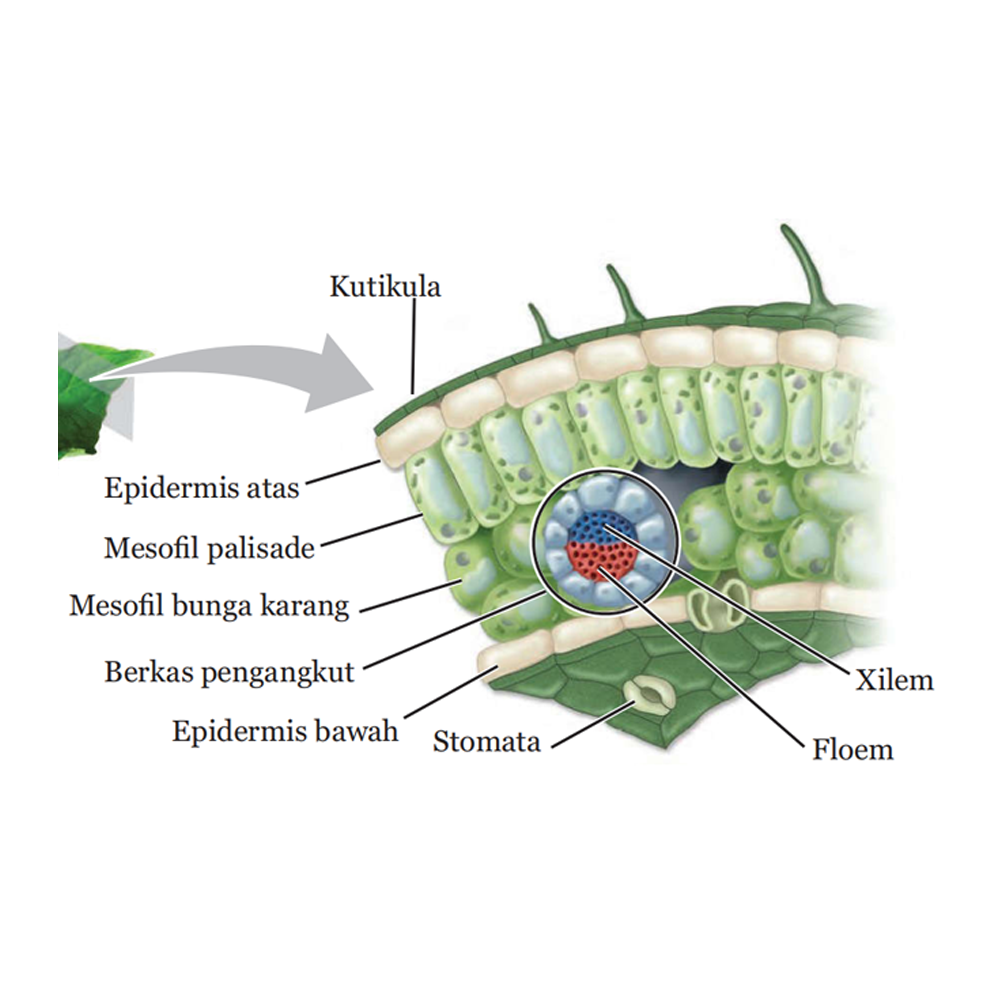 Kutikula
Epidermis atas
Mesofil palisade
Mesofil bunga karang
Berkas pengangkut
Epidermis bawah
Stomata
Xilem
Floem